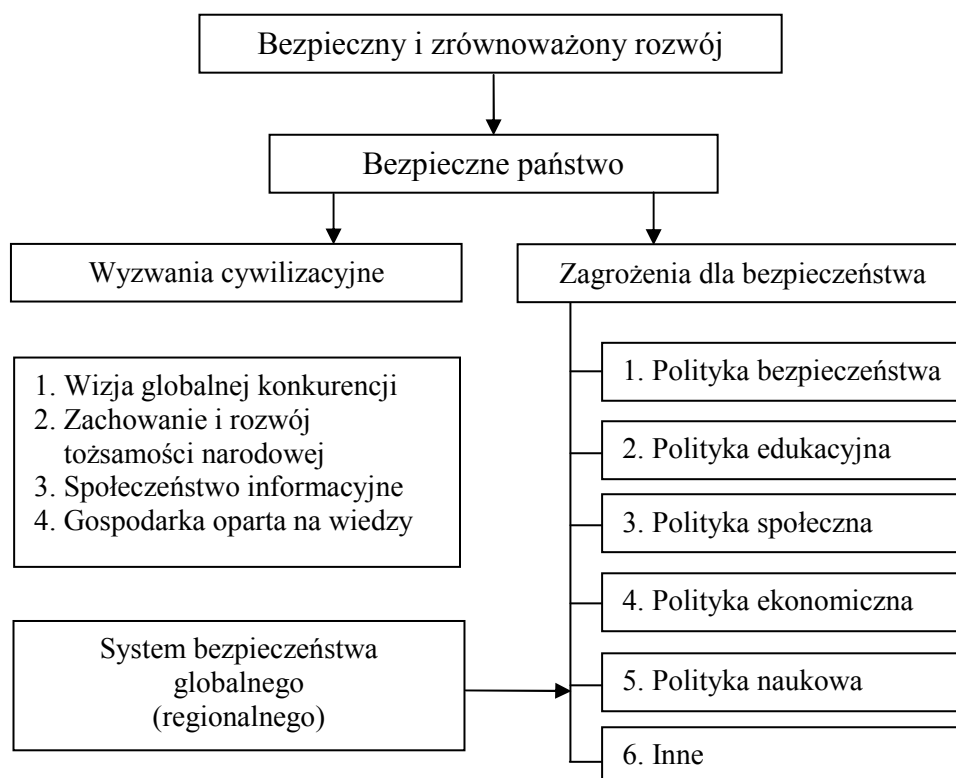 Bezpieczny i zrównoważony rozwój
Bezpieczne państwo
Wyzwania cywilizacyjne
Zagrożenia dla bezpieczeństwa
1. Wizja globalnej konkurencji
2. Zachowanie i rozwój
tożsamości narodowej
3. Społeczeństwo informacyjne
4. Gospodarka oparta na wiedzy
System bezpieczeństwa
globalnego
(regionalnego)
1. Polityka bezpieczeństwa
2. Polityka edukacyjna
3. Polityka społeczna
4. Polityka ekonomiczna
5. Polityka naukowa
6. Inne